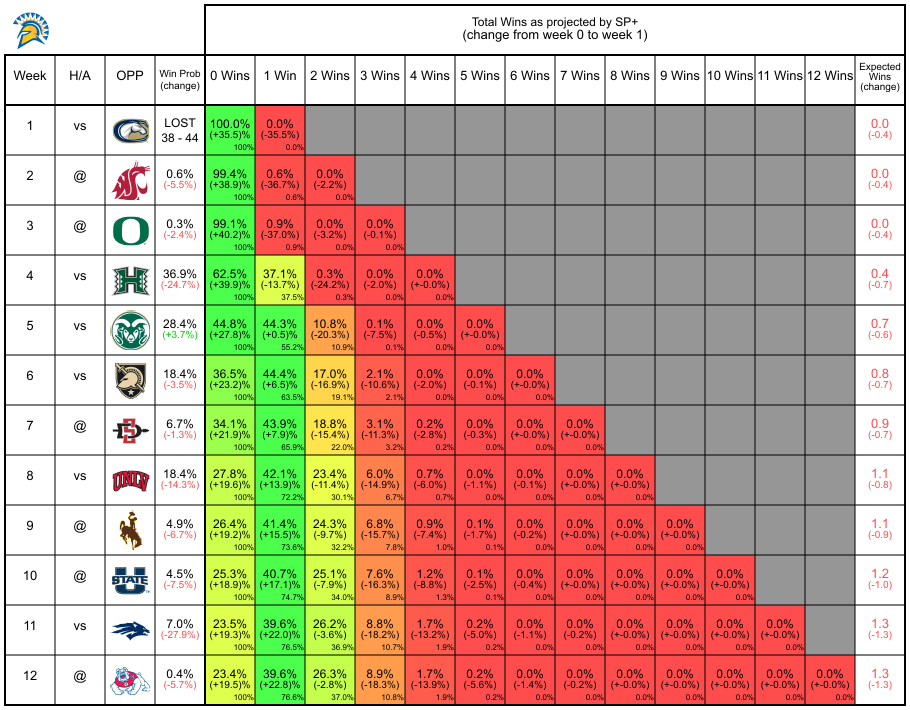 Total Wins as projected by SP+
(change from week 0 to week 1)
Week H/A OPP Win Prob (change) 0 Wins 1 Win 2 Wins 3 Wins 4 Wins 5 Wins 6 Wins 7 Wins 8 Wins 9 Wins 10 Wins 11 Wins 12 Wins Expected Wins (change)
1 vs LOST 100.0% 0.0% 0.0
38 - 44 (+35.5)% (-35.5%) (-0.4)
100% 0.0%
2 @ 0.6% 99.4% 0.6% 0.0% 0.0
(-5.5%) (+38.9)% (-36.7%) (-2.2%) (-0.4)
100% 0.6% 0.0%
3 @ O 0.3% 99.1% 0.9% 0.0% 0.0% 0.0
(-2.4%) (+40.2)% (-37.0%) (-3.2%) (-0.1%) (-0.4)
100% 0.9% 0.0% 0.0%
4 vs H 36.9% 62.5% 37.1% 0.3% 0.0% 0.0% 0.4
(-24.7%) (+39.9)% (-13.7%) (-24.2%) (-2.0%) (+-0.0%) (-0.7)
100% 37.5% 0.3% 0.0% 0.0%
5 vs 28.4% 44.8% 44.3% 10.8% 0.1% 0.0% 0.0% 0.7
(+3.7%) (+27.8)% (+0.5)% (-20.3%) (-7.5%) (-0.5%) (+-0.0%) (-0.6)
100% 55.2% 10.9% 0.1% 0.0% 0.0%
6 vs 18.4% 36.5% 44.4% 17.0% 2.1% 0.0% 0.0% 0.0% 0.8
(-3.5%) (+23.2)% (+6.5)% (-16.9%) (-10.6%) (-2.0%) (-0.1%) (+-0.0%) (-0.7)
100% 63.5% 19.1% 2.1% 0.0% 0.0% 0.0%
7 @ SD 6.7% 34.1% 43.9% 18.8% 3.1% 0.2% 0.0% 0.0% 0.0% 0.9
(-1.3%) (+21.9)% (+7.9)% (-15.4%) (-11.3%) (-2.8%) (-0.3%) (+-0.0%) (+-0.0%) (-0.7)
100% 65.9% 22.0% 3.2% 0.2% 0.0% 0.0% 0.0%
8 vs UNLV 18.4% 27.8% 42.1% 23.4% 6.0% 0.7% 0.0% 0.0% 0.0% 0.0% 1.1
(-14.3%) (+19.6)% (+13.9)% (-11.4%) (-14.9%) (-6.0%) (-1.1%) (-0.1%) (+-0.0%) (+-0.0%) (-0.8)
100% 72.2% 30.1% 6.7% 0.7% 0.0% 0.0% 0.0% 0.0%
9 @ 4.9% 26.4% 41.4% 24.3% 6.8% 0.9% 0.1% 0.0% 0.0% 0.0% 0.0% 1.1
(-6.7%) (+19.2)% (+15.5)% (-9.7%) (-15.7%) (-7.4%) (-1.7%) (-0.2%) (+-0.0%) (+-0.0%) (+-0.0%) (-0.9)
100% 73.6% 32.2% 7.8% 1.0% 0.1% 0.0% 0.0% 0.0% 0.0%
10 @ U STATE 4.5% 25.3% 40.7% 25.1% 7.6% 1.2% 0.1% 0.0% 0.0% 0.0% 0.0% 0.0% 1.2
(-7.5%) (+18.9)% (+17.1)% (-7.9%) (-16.3%) (-8.8%) (-2.5%) (-0.4%) (+-0.0%) (+-0.0%) (+-0.0%) (+-0.0%) (-1.0)
100% 74.7% 34.0% 8.9% 1.3% 0.1% 0.0% 0.0% 0.0% 0.0% 0.0%
11 vs 7.0% 23.5% 39.6% 26.2% 8.8% 1.7% 0.2% 0.0% 0.0% 0.0% 0.0% 0.0% 0.0% 1.3
(-27.9%) (+19.3)% (+22.0)% (-3.6%) (-18.2%) (-13.2%) (-5.0%) (-1.1%) (-0.2%) (+-0.0%) (+-0.0%) (+-0.0%) (+-0.0%) (-1.3)
100% 76.5% 36.9% 10.7% 1.9% 0.2% 0.0% 0.0% 0.0% 0.0% 0.0% 0.0%
12 @ 0.4% 23.4% 39.6% 26.3% 8.9% 1.7% 0.2% 0.0% 0.0% 0.0% 0.0% 0.0% 0.0% 0.0% 1.3
(-5.7%) (+19.5)% (+22.8)% (-2.8%) (-18.3%) (-13.9%) (-5.6%) (-1.4%) (-0.2%) (+-0.0%) (+-0.0%) (+-0.0%) (+-0.0%) (+-0.0%) (-1.3)
100% 76.6% 37.0% 10.8% 1.9% 0.2% 0.0% 0.0% 0.0% 0.0% 0.0% 0.0% 0.0%